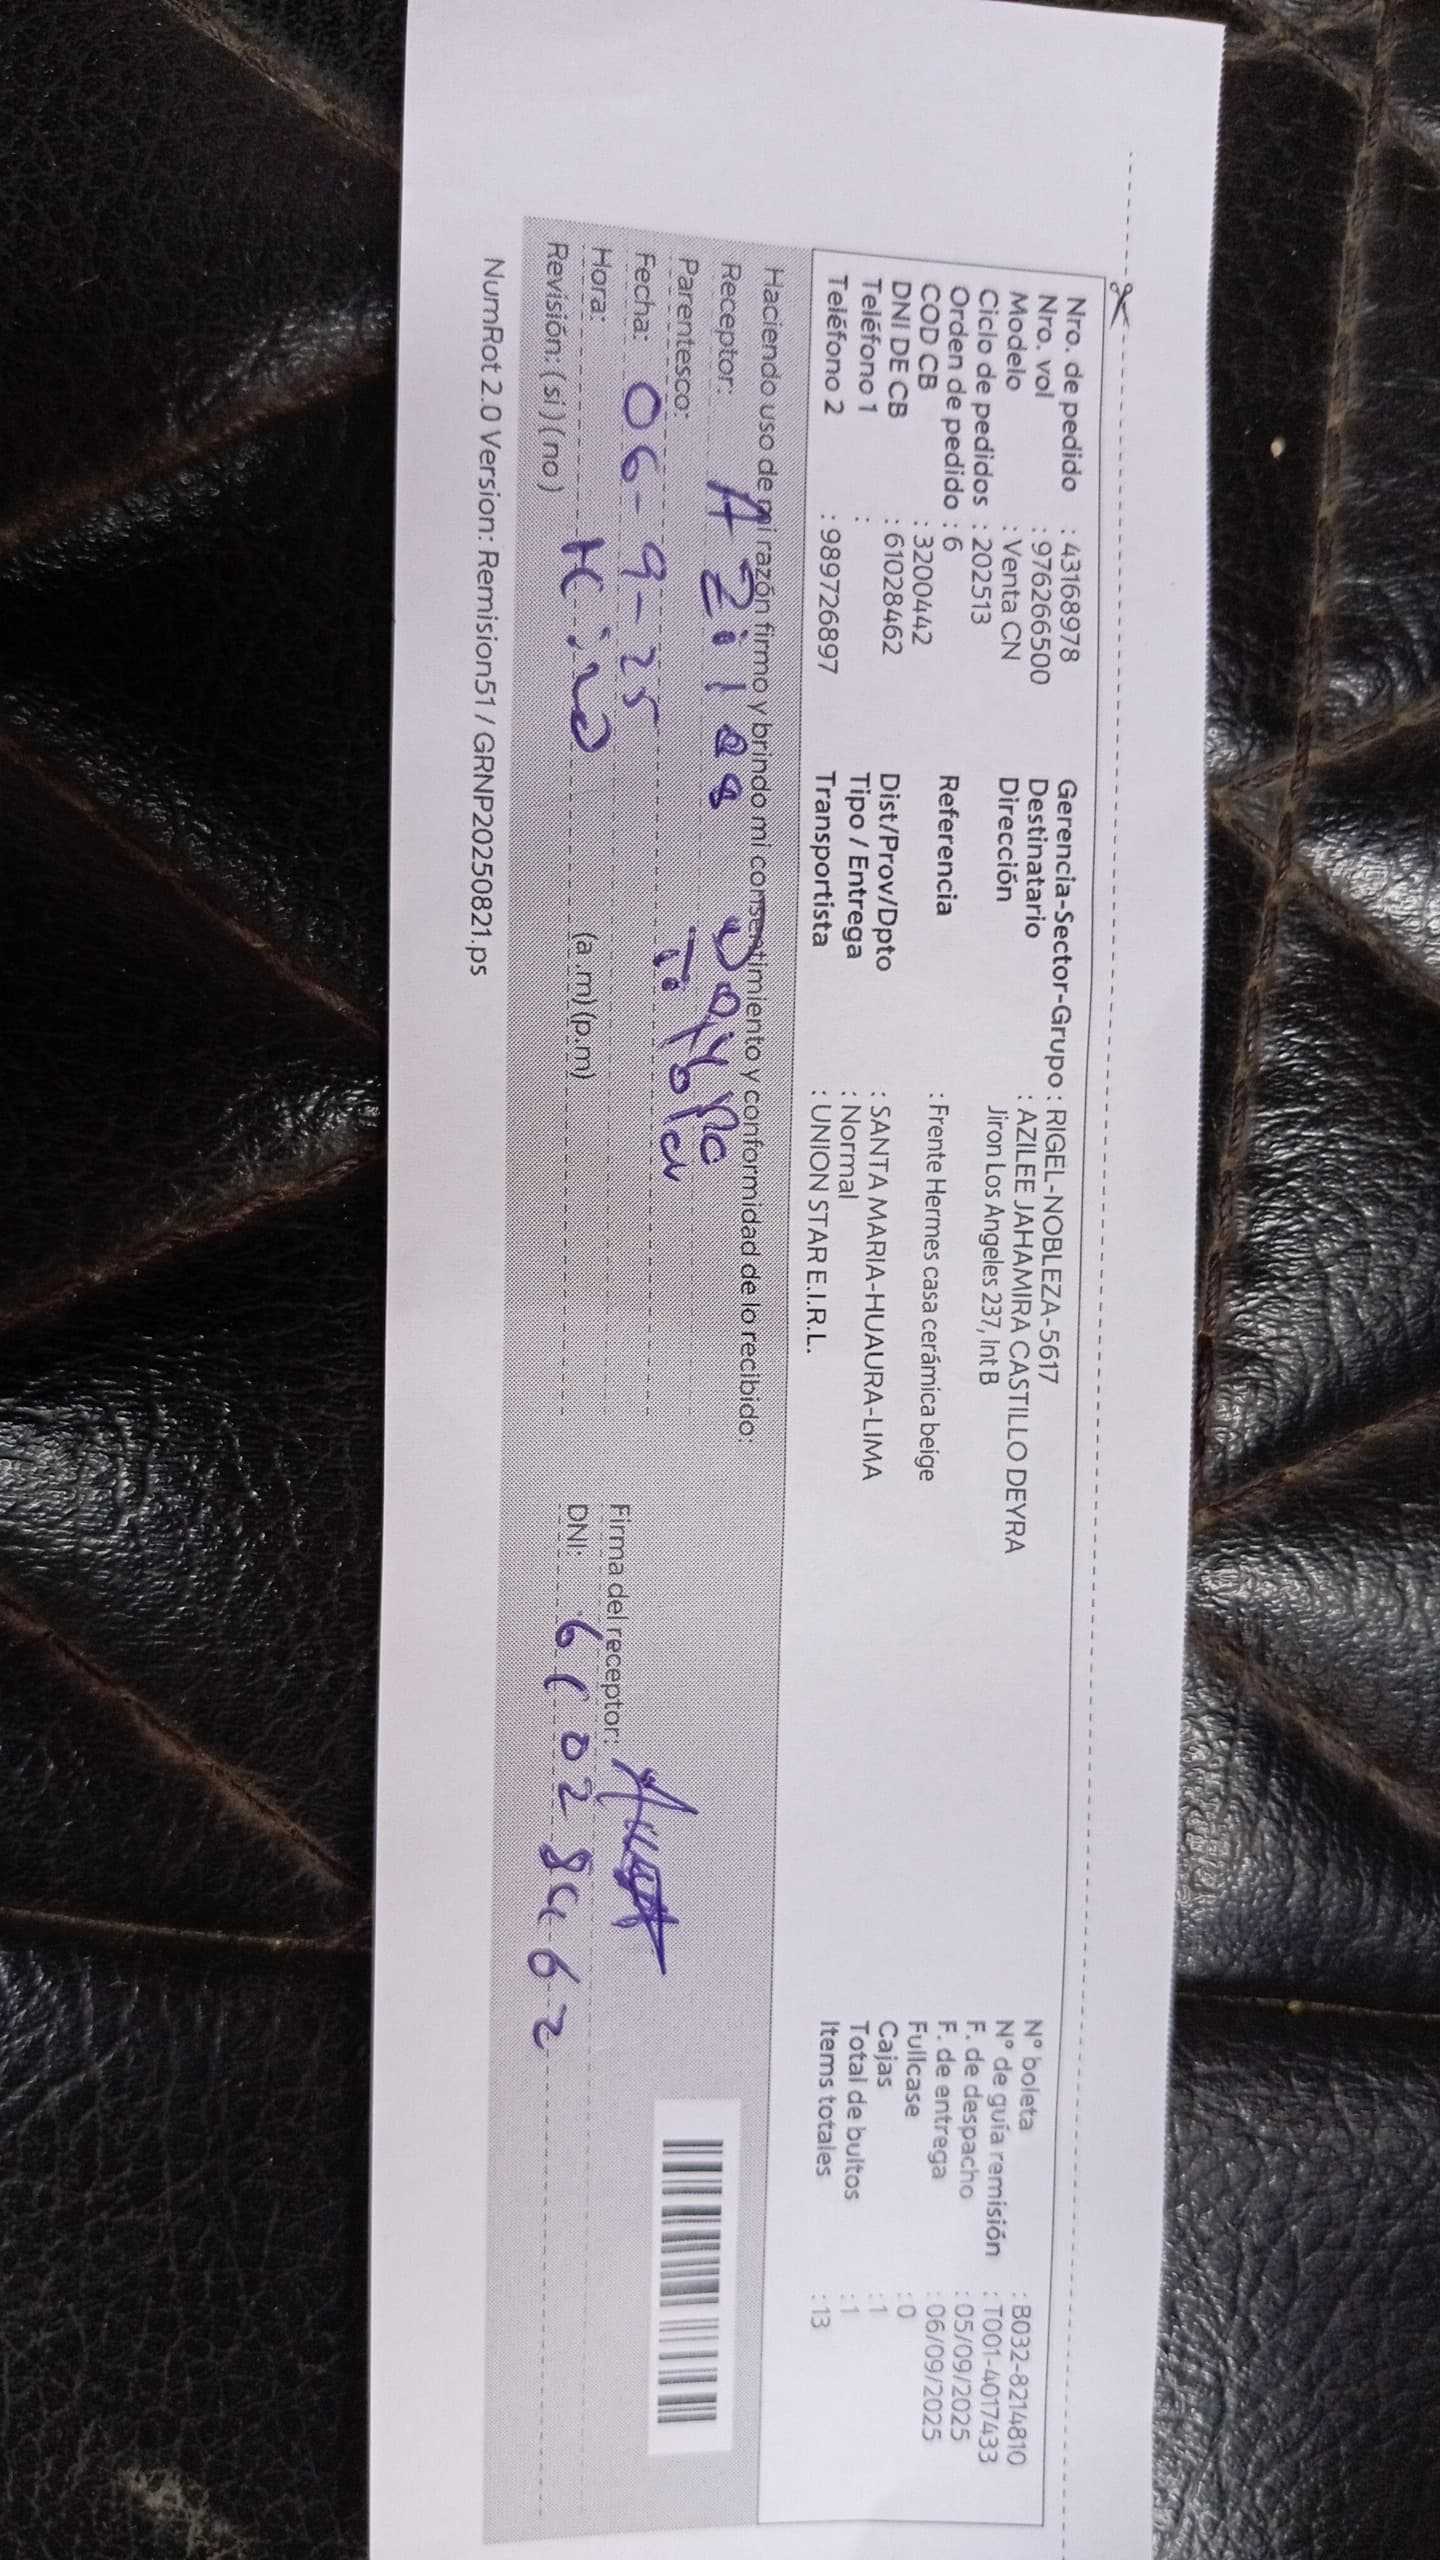 Nro. de pedido : 43168978
Nro. vol : 976266500
Modelo : Venta CN
Ciclo de pedidos : 202513
Orden de pedido : 6
COD CB : 3200442
DNI DE CB : 61028462
Teléfono 1 :
Teléfono 2 : 989726897
Gerencia-Sector-Grupo : RIGEL-NOBLEZA-5617
Destinatario : AZILEE JAHAMIRA CASTILLO DEYRA
Dirección Jiron Los Angeles 237, Int B
Referencia : Frente Hermes casa cerámica beige
Dist/Prov/Dpto : SANTA MARIA-HUAURA-LIMA
Tipo / Entrega : Normal
Transportista : UNION STAR E.I.R.L.
N° boleta : B032-8214810
N° de guía remisión : T001-4017433
F. de despacho : 05/09/2025
F. de entrega : 06/09/2025
Fullcase : 0
Cajas : 1
Total de bultos : 1
Items totales : 13
Haciendo uso de mi razón firmo y brindo mi consentimiento y conformidad de lo recibido:
Receptor:
Parentesco:
Fecha: 06-9-25
Hora: (a.m) (p.m)
Revisión: (si) (no)
Firma del receptor:
DNI: 61028462
NumRot 2.0 Version: Remision51 / GRNP20250821.ps